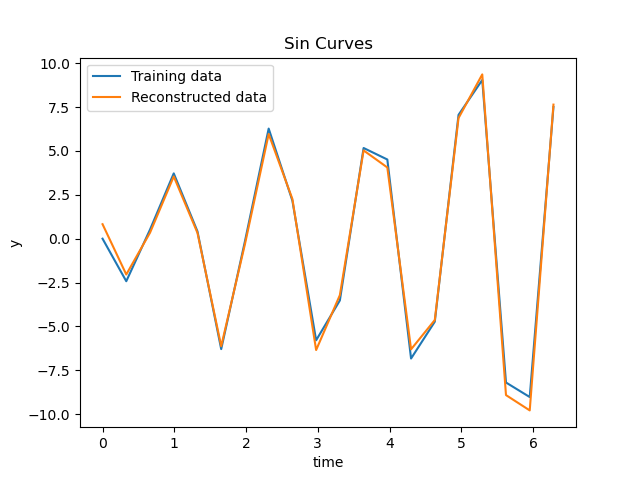 Sin Curves
Training data
Reconstructed data
10.0
7.5
5.0
2.5
0.0
−2.5
−5.0
−7.5
−10.0
y
0 1 2 3 4 5 6
time